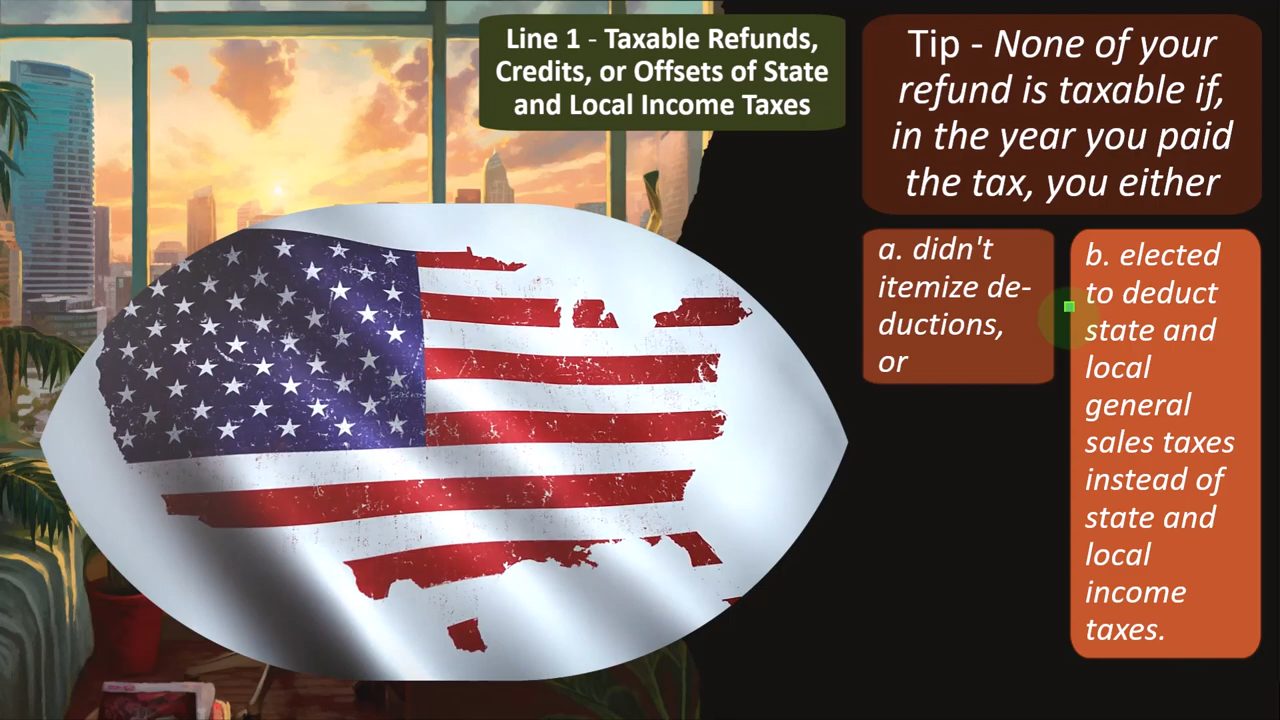 Line 1 - Taxable Refunds,
Credits, or Offsets of State
and Local Income Taxes
Tip - None of your
refund is taxable if,
in the year you paid
the tax, you either
a. didn't
itemize de-
ductions,
or
b. elected
to deduct
state and
local
general
sales taxes
instead of
state and
local
income
taxes.